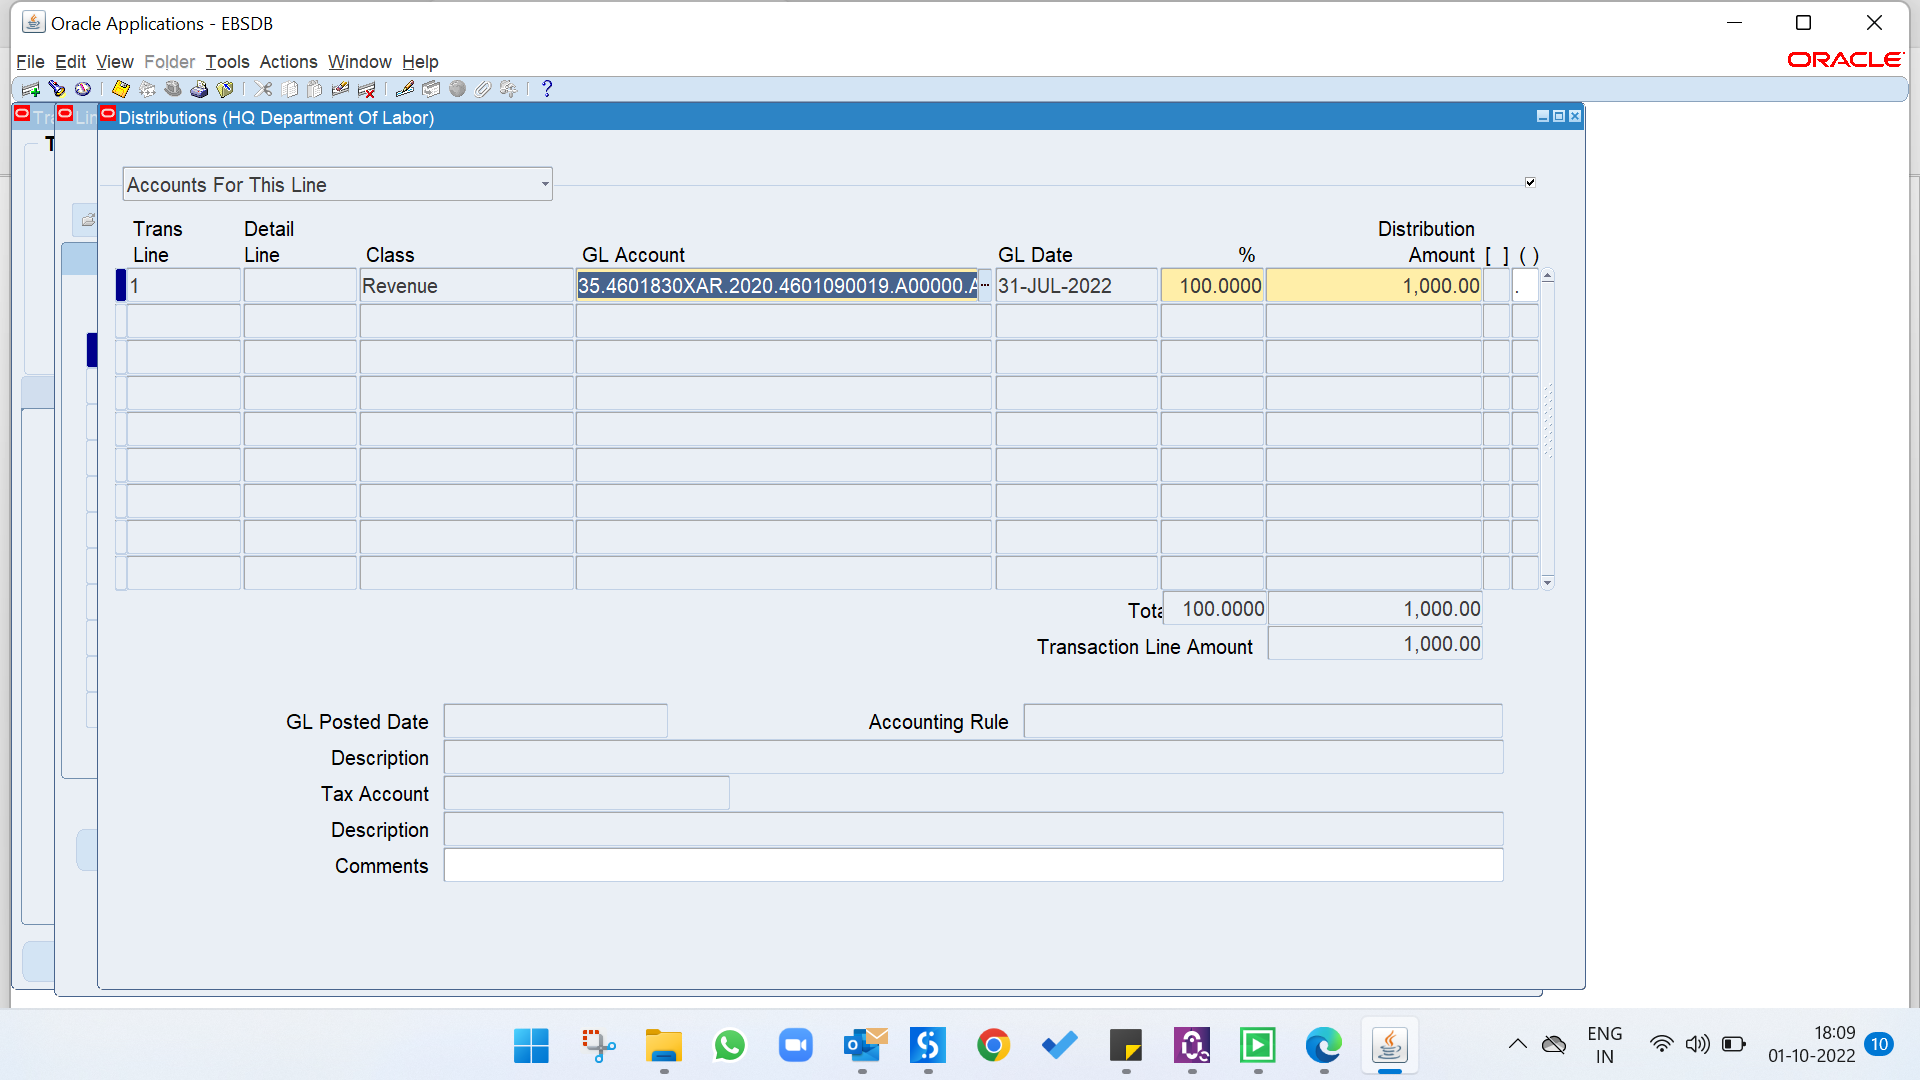 Oracle Applications - EBSDB
File Edit View Folder Tools Actions Window Help
ORACLE
Distributions (HQ Department Of Labor)
Accounts For This Line
Trans Line
Detail Line
Class
GL Account
GL Date
%
Distribution Amount
[ ]
( )
1 Revenue 35.4601830XAR.2020.4601090019.A00000.A 31-JUL-2022 100.0000 1,000.00 .
Tota 100.0000 1,000.00
Transaction Line Amount 1,000.00
GL Posted Date
Accounting Rule
Description
Tax Account
Description
Comments
ENG
IN
18:09
01-10-2022
10